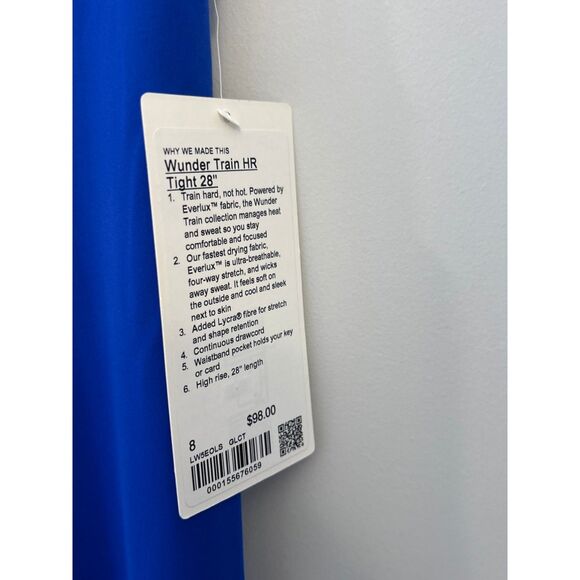 WHY WE MADE THIS
Wunder Train HR
Tight 28"
1. Train hard, not hot. Powered by
Everlux™ fabric, the Wunder
Train collection manages heat
and sweat so you stay
comfortable and focused
2. Our fastest drying fabric,
Everlux™ is ultra-breathable,
four-way stretch, and wicks
away sweat. It feels soft on
the outside and cool and sleek
next to skin
3. Added Lycra® fibre for stretch
and shape retention
4. Continuous drawcord
5. Waistband pocket holds your key
or card
6. High rise, 28" length
$98.00
8
LW5EOLS GLCT
000155676059